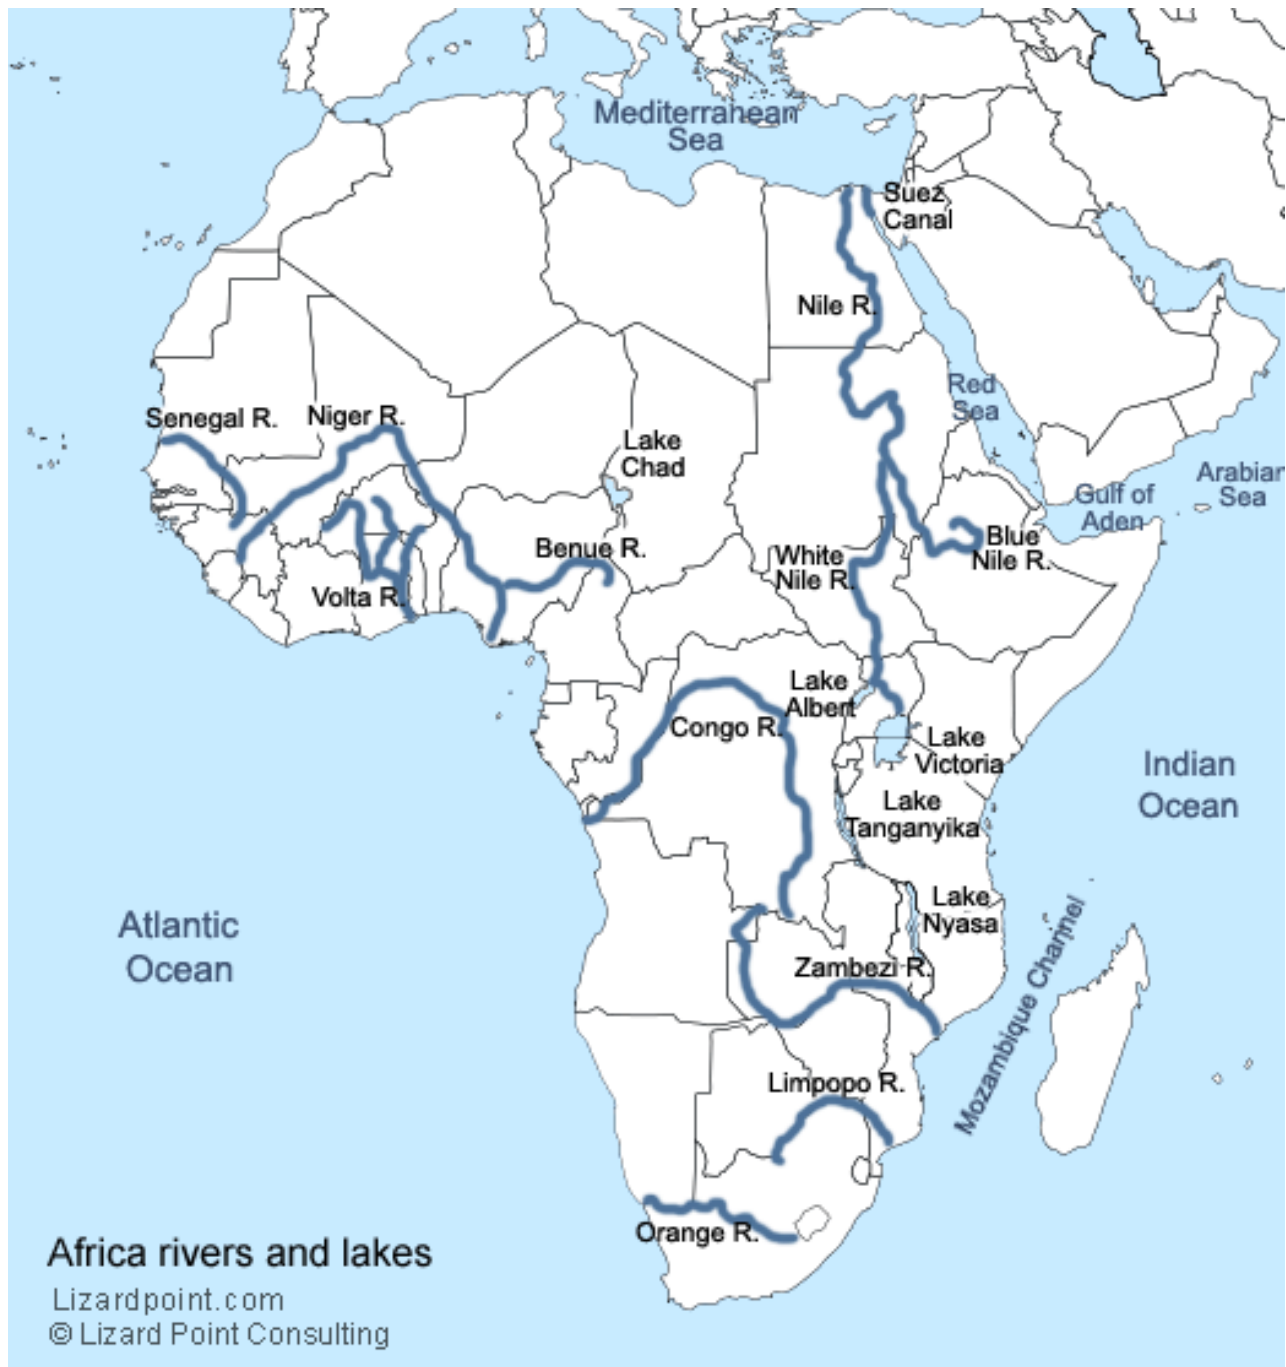 Mediterranean
Sea
Suez
Canal
Nile R.
Red
Sea
Senegal R.
Niger R.
Lake
Chad
Arabian
Sea
Gulf of
Aden
Benue R.
White
Nile R.
Blue
Nile R.
Volta R.
Lake
Albert
Congo R.
Lake
Victoria
Indian
Ocean
Lake
Tanganyika
Lake
Nyasa
Atlantic
Ocean
Zambezi R.
Mozambique Channel
Limpopo R.
Orange R.
Africa rivers and lakes
Lizardpoint.com
© Lizard Point Consulting